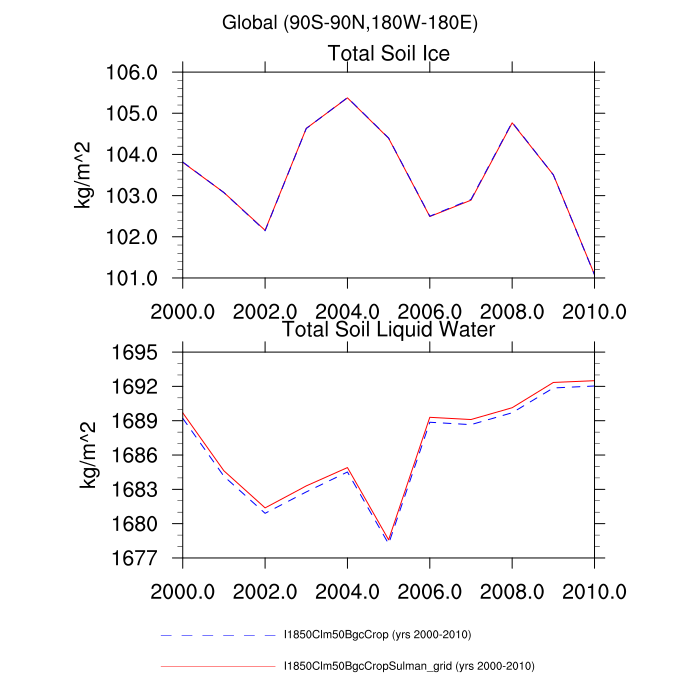 Global (90S-90N,180W-180E)
Total Soil Ice
kg/m^2
106.0
105.0
104.0
103.0
102.0
101.0
2000.0 2002.0 2004.0 2006.0 2008.0 2010.0
Total Soil Liquid Water
kg/m^2
1695
1692
1689
1686
1683
1680
1677
2000.0 2002.0 2004.0 2006.0 2008.0 2010.0
I1850Clm50BgcCrop (yrs 2000-2010)
I1850Clm50BgcCropSulman_grid (yrs 2000-2010)